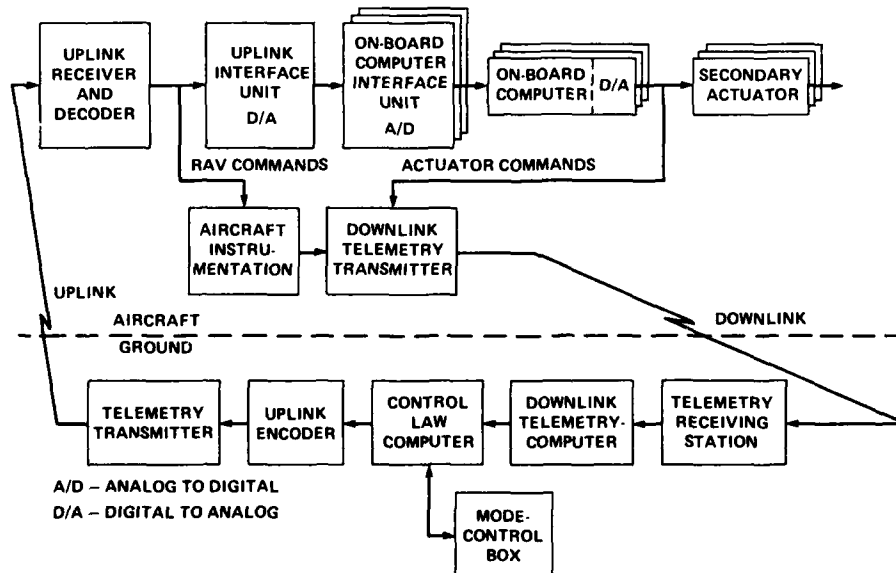 UPLINK
RECEIVER
AND
DECODER
UPLINK
INTERFACE
UNIT
D/A
ON-BOARD
COMPUTER
INTERFACE
UNIT
A/D
ON-BOARD
COMPUTER
D/A
SECONDARY
ACTUATOR
RAV COMMANDS
ACTUATOR COMMANDS
AIRCRAFT
INSTRU-
MENTATION
DOWNLINK
TELEMETRY
TRANSMITTER
UPLINK
DOWNLINK
AIRCRAFT
GROUND
TELEMETRY
TRANSMITTER
UPLINK
ENCODER
CONTROL
LAW
COMPUTER
DOWNLINK
TELEMETRY-
COMPUTER
TELEMETRY
RECEIVING
STATION
A/D – ANALOG TO DIGITAL
D/A – DIGITAL TO ANALOG
MODE-
CONTROL
BOX